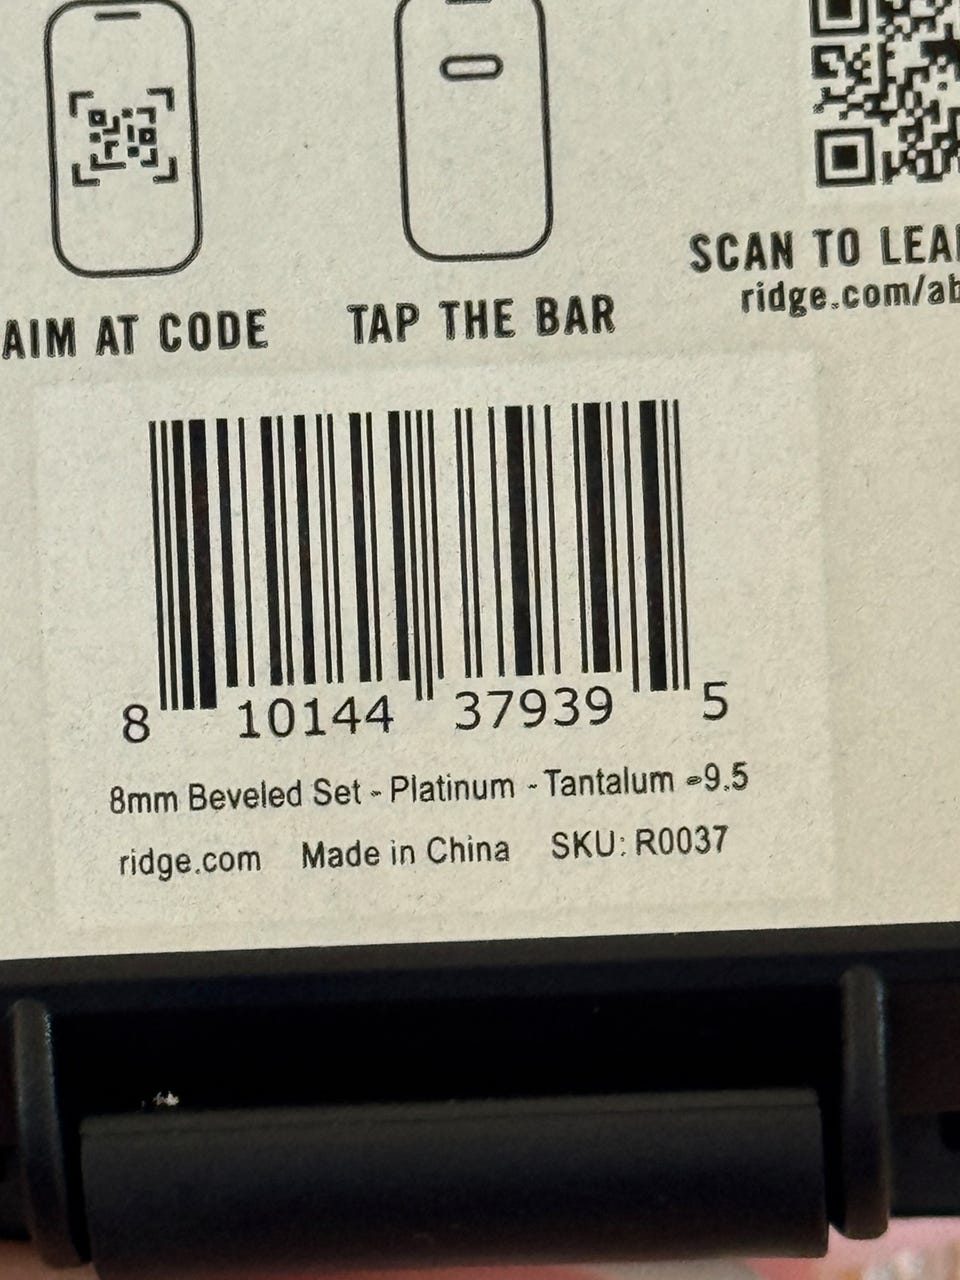 AIM AT CODE
TAP THE BAR
SCAN TO
ridge.com/ab
8 10144 37939 5
8mm Beveled Set - Platinum - Tantalum -9.5
ridge.com Made in China SKU: R0037